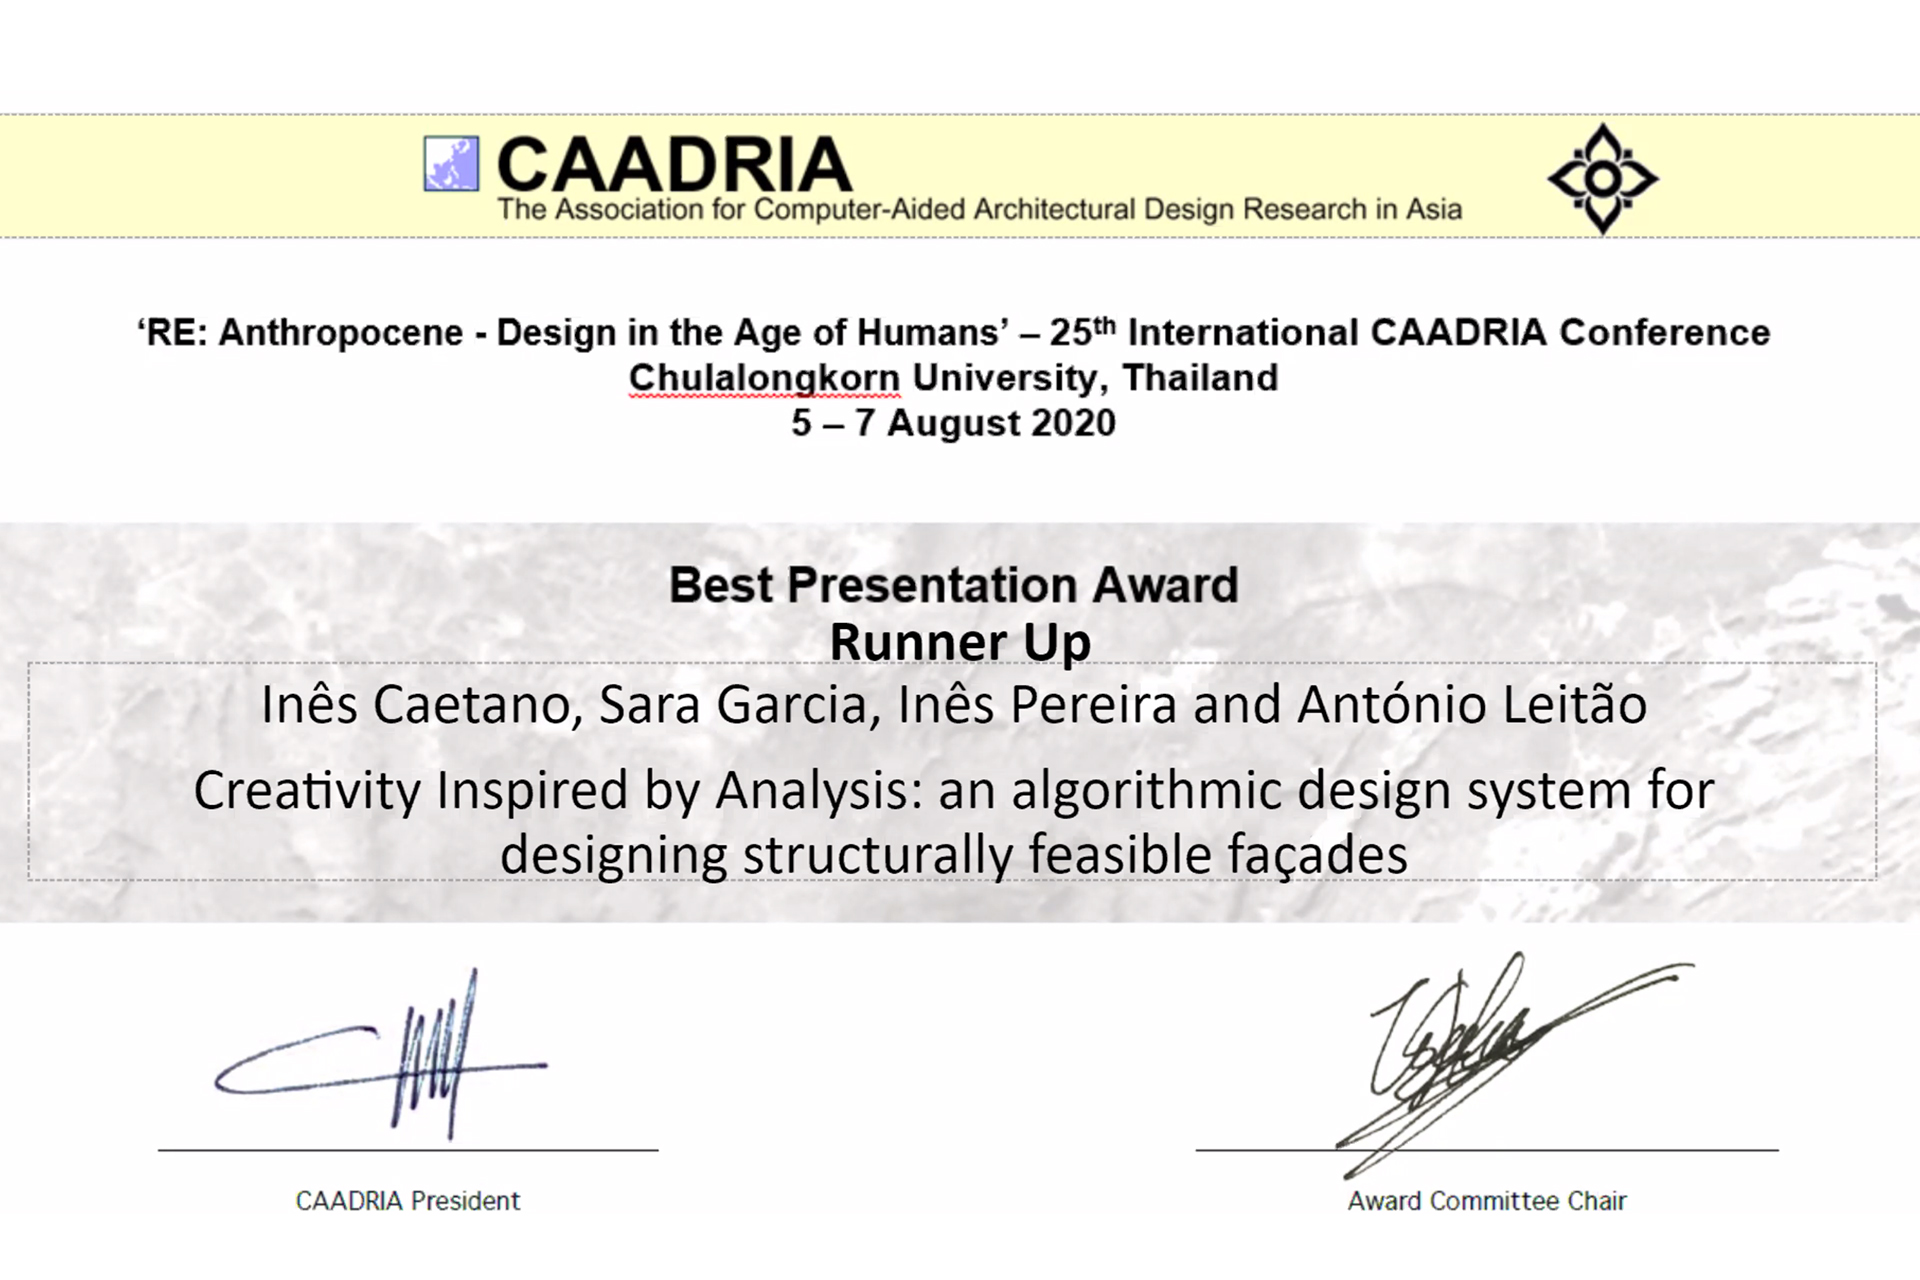 CAADRIA
The Association for Computer-Aided Architectural Design Research in Asia
‘RE: Anthropocene - Design in the Age of Humans’ – 25th International CAADRIA Conference
Chulalongkorn University, Thailand
5 – 7 August 2020
Best Presentation Award
Runner Up
Inês Caetano, Sara Garcia, Inês Pereira and António Leitão
Creativity Inspired by Analysis: an algorithmic design system for
designing structurally feasible façades
CAADRIA President
Award Committee Chair